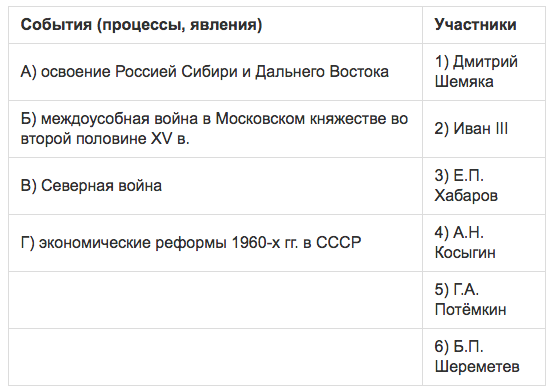 События (процессы, явления) Участники
А) освоение Россией Сибири и Дальнего Востока
1) Дмитрий
Шемяка
Б) междоусобная война в Московском княжестве во
второй половине XV в.
2) Иван III
В) Северная война
3) Е.П.
Хабаров
Г) экономические реформы 1960-х гг. в СССР
4) А.Н.
Косыгин
5) Г.А.
Потёмкин
6) Б.П.
Шереметев